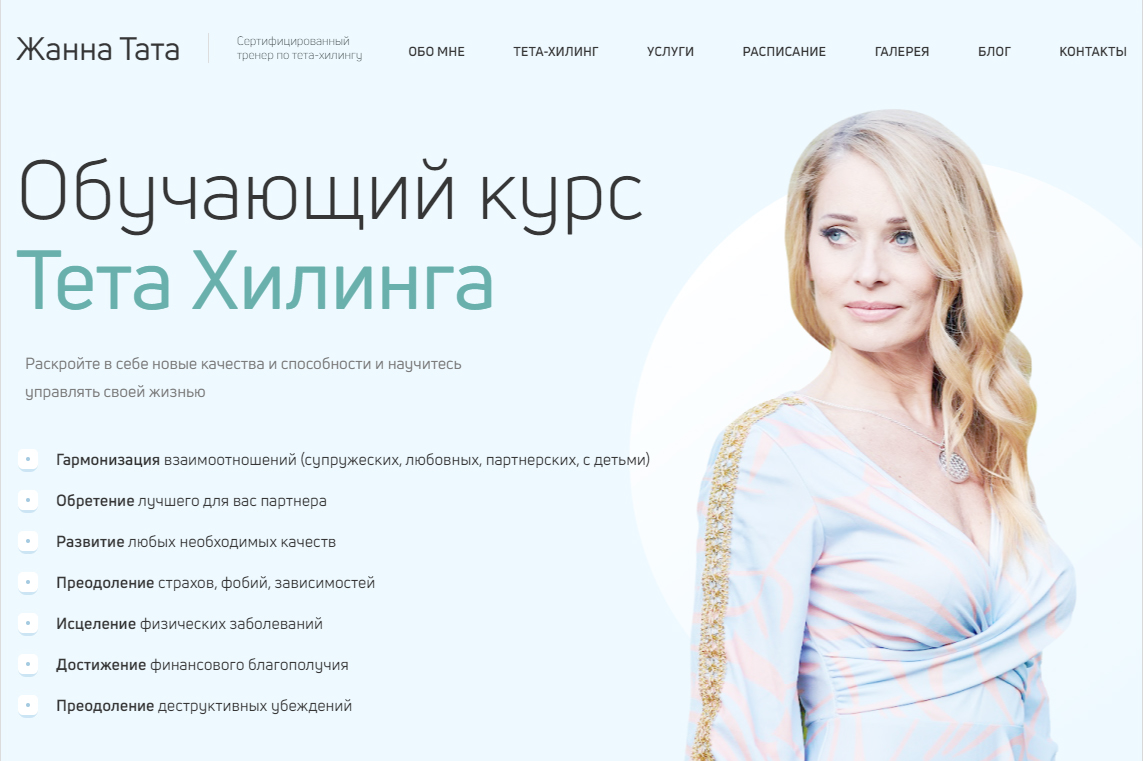 Жанна Тата
Сертифицированный
тренер по тета-хилингу
ОБО МНЕ
ТЕТА-ХИЛИНГ
УСЛУГИ
РАСПИСАНИЕ
ГАЛЕРЕЯ
БЛОГ
КОНТАКТЫ
Обучающий курс
Тета Хилинга
Раскройте в себе новые качества и способности и научитесь
управлять своей жизнью
Гармонизация взаимоотношений (супружеских, любовных, партнерских, с детьми)
Обретение лучшего для вас партнера
Развитие любых необходимых качеств
Преодоление страхов, фобий, зависимостей
Исцеление физических заболеваний
Достижение финансового благополучия
Преодоление деструктивных убеждений